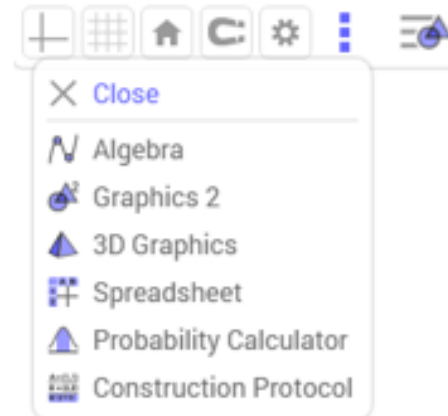 Close
Algebra
Graphics 2
3D Graphics
Spreadsheet
Probability Calculator
Construction Protocol